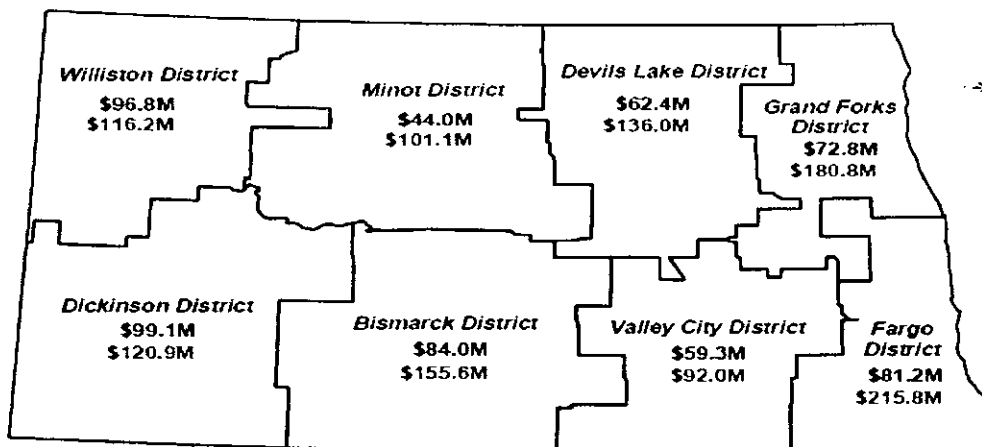 Williston District
$96.8M
$116.2M
Minot District
$44.0M
$101.1M
Devils Lake District
$62.4M
$136.0M
Grand Forks
District
$72.8M
$180.8M
Dickinson District
$99.1M
$120.9M
Bismarck District
$84.0M
$155.6M
Valley City District
$59.3M
$92.0M
Fargo
District
$81.2M
$215.8M